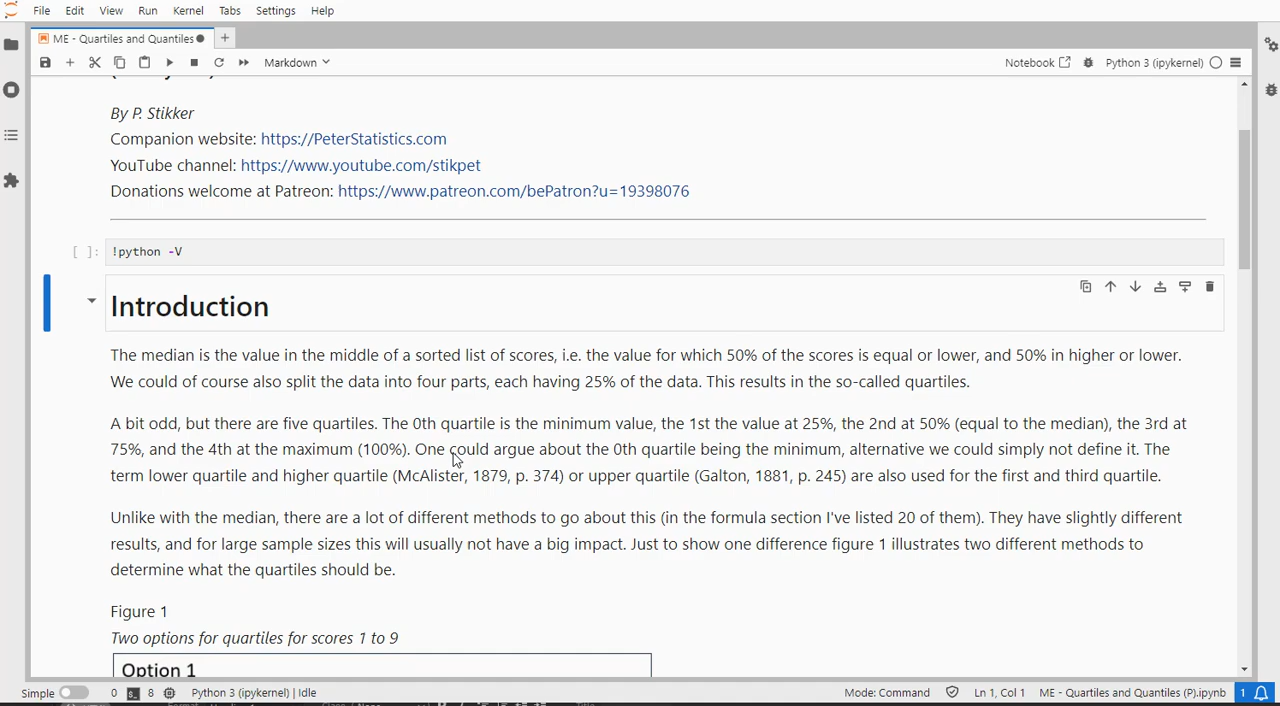 File Edit View Run Kernel Tabs Settings Help
ME - Quartiles and Quantiles
Markdown
Notebook
Python 3 (ipykernel)
By P. Stikker
Companion website: https://PeterStatistics.com
YouTube channel: https://www.youtube.com/stikpet
Donations welcome at Patreon: https://www.patreon.com/bePatron?u=19398076
[ ]: !python -V
Introduction
The median is the value in the middle of a sorted list of scores, i.e. the value for which 50% of the scores is equal or lower, and 50% in higher or lower.
We could of course also split the data into four parts, each having 25% of the data. This results in the so-called quartiles.
A bit odd, but there are five quartiles. The 0th quartile is the minimum value, the 1st the value at 25%, the 2nd at 50% (equal to the median), the 3rd at
75%, and the 4th at the maximum (100%). One could argue about the 0th quartile being the minimum, alternative we could simply not define it. The
term lower quartile and higher quartile (McAlister, 1879, p. 374) or upper quartile (Galton, 1881, p. 245) are also used for the first and third quartile.
Unlike with the median, there are a lot of different methods to go about this (in the formula section I've listed 20 of them). They have slightly different
results, and for large sample sizes this will usually not have a big impact. Just to show one difference figure 1 illustrates two different methods to
determine what the quartiles should be.
Figure 1
Two options for quartiles for scores 1 to 9
Option 1
Simple 0 8 Python 3 (ipykernel) | Idle Mode: Command Ln 1, Col 1 ME - Quartiles and Quantiles (P).ipynb 1